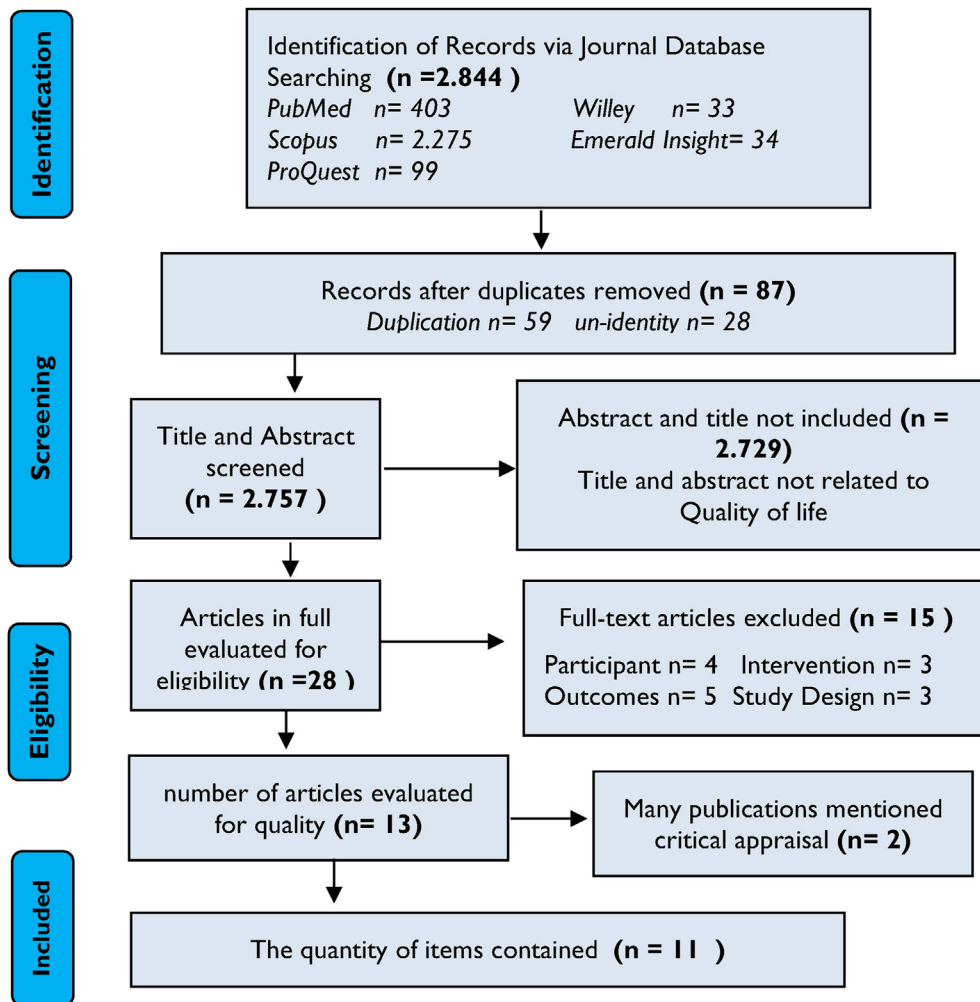 Identification
Identification of Records via Journal Database
Searching (n =2.844 )
PubMed n= 403 Willey n= 33
Scopus n= 2.275 Emerald Insight= 34
ProQuest n= 99
Screening
Records after duplicates removed (n = 87)
Duplication n= 59 un-identity n= 28
Title and Abstract
screened
(n = 2.757 )
Abstract and title not included (n =
2.729)
Title and abstract not related to
Quality of life
Eligibility
Articles in full
evaluated for
eligibility (n =28 )
Full-text articles excluded (n = 15 )
Participant n= 4 Intervention n= 3
Outcomes n= 5 Study Design n= 3
number of articles evaluated
for quality (n= 13)
Many publications mentioned
critical appraisal (n= 2)
Included
The quantity of items contained (n = 11 )